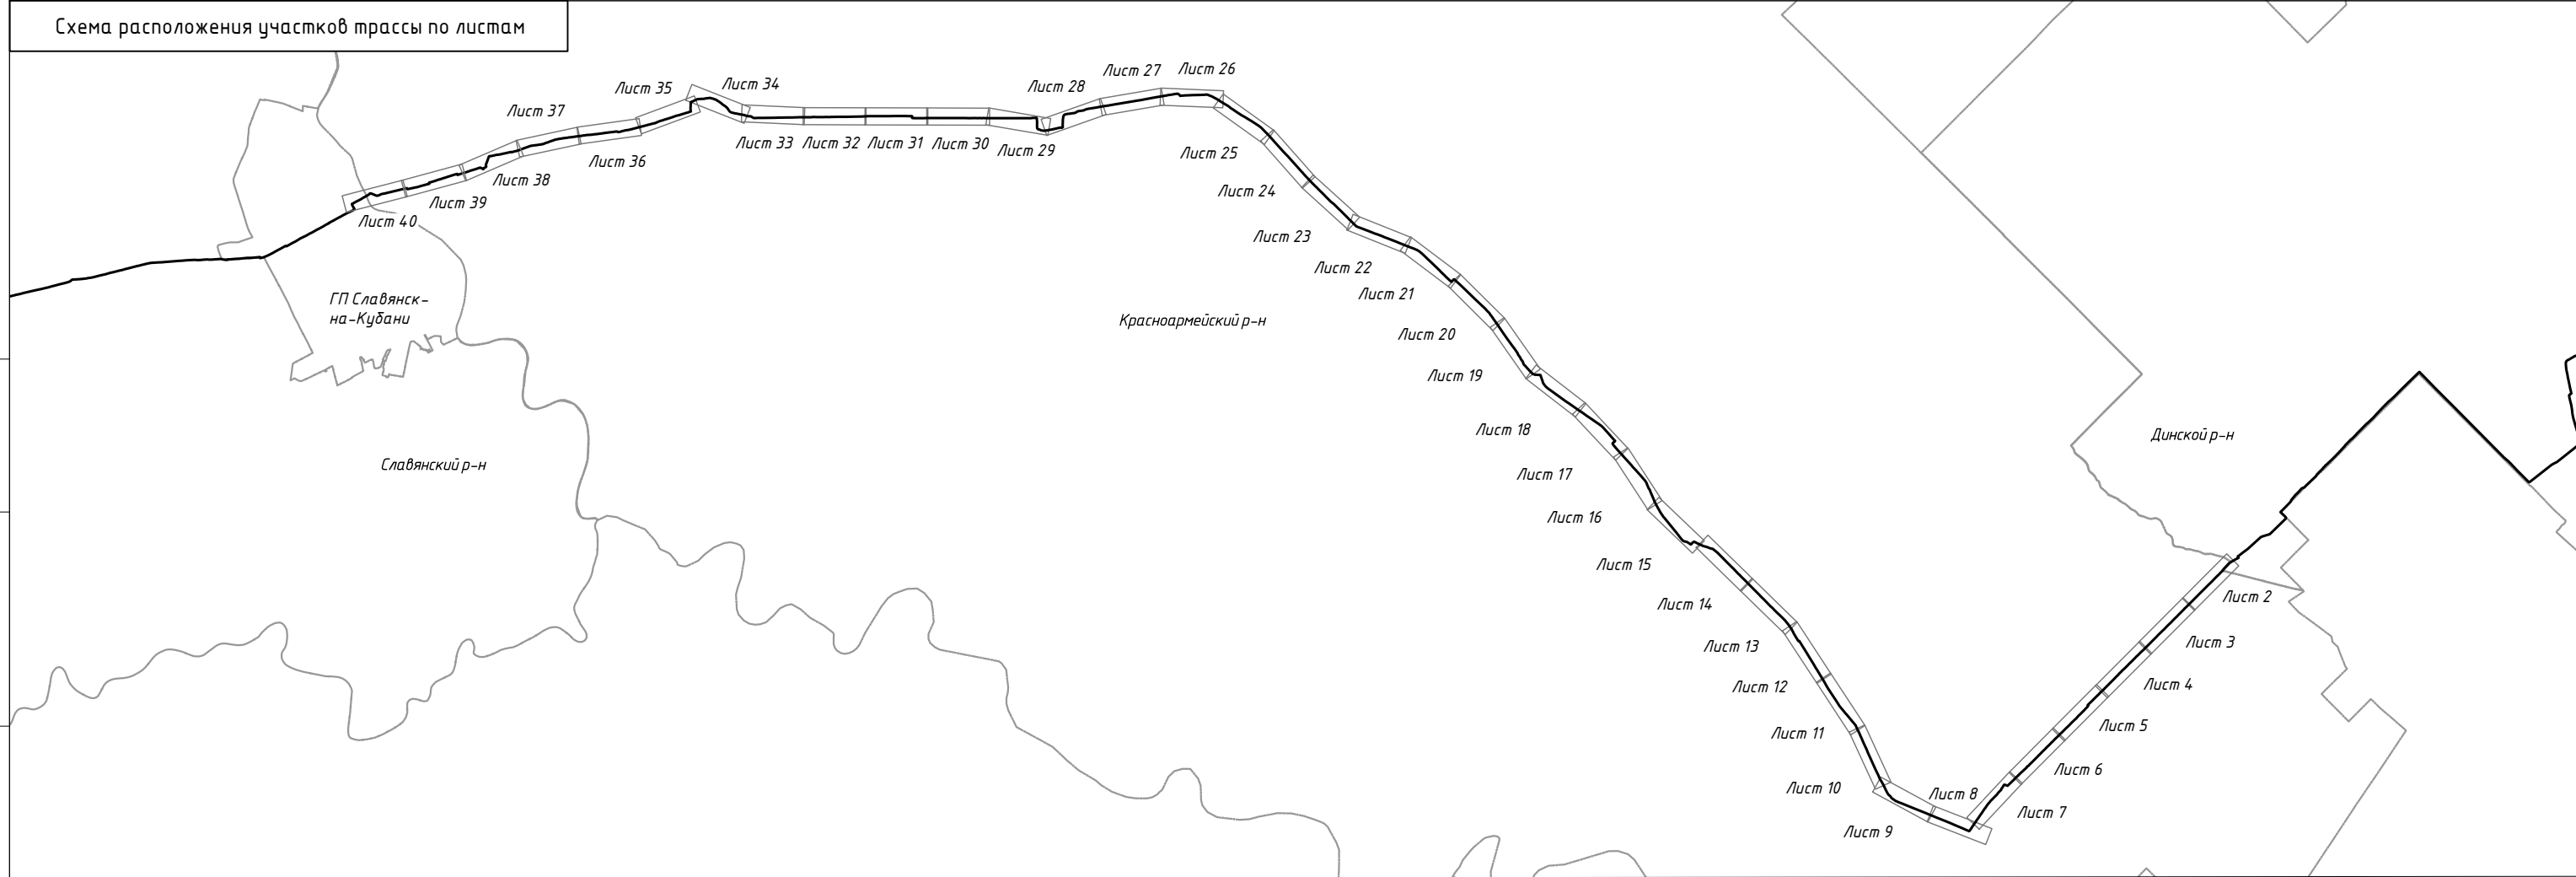 Схема расположения участков трассы по листам
Лист 26
Лист 27
Лист 28
Лист 34
Лист 35
Лист 37
Лист 33
Лист 32
Лист 31
Лист 30
Лист 29
Лист 25
Лист 36
Лист 38
Лист 24
Лист 39
Лист 40
Лист 23
Лист 22
Лист 21
ГП Славянск-
на-Кубани
Красноармейский р-н
Лист 20
Лист 19
Лист 18
Динской р-н
Славянский р-н
Лист 17
Лист 16
Лист 15
Лист 2
Лист 14
Лист 3
Лист 13
Лист 4
Лист 12
Лист 5
Лист 11
Лист 6
Лист 10
Лист 8
Лист 7
Лист 9